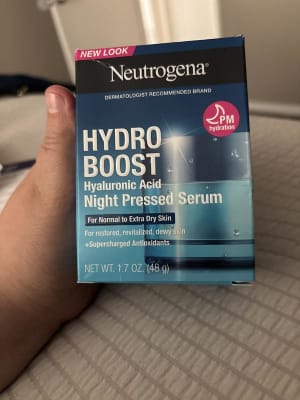 NEW LOOK
Neutrogena®
DERMATOLOGIST RECOMMENDED BRAND
PM
hydration
HYDRO
BOOST
Hyaluronic Acid
Night Pressed Serum
For Normal to Extra Dry Skin
For restored, revitalized, dewy skin
+Supercharged Antioxidants
NET WT. 1.7 OZ. (48 g)